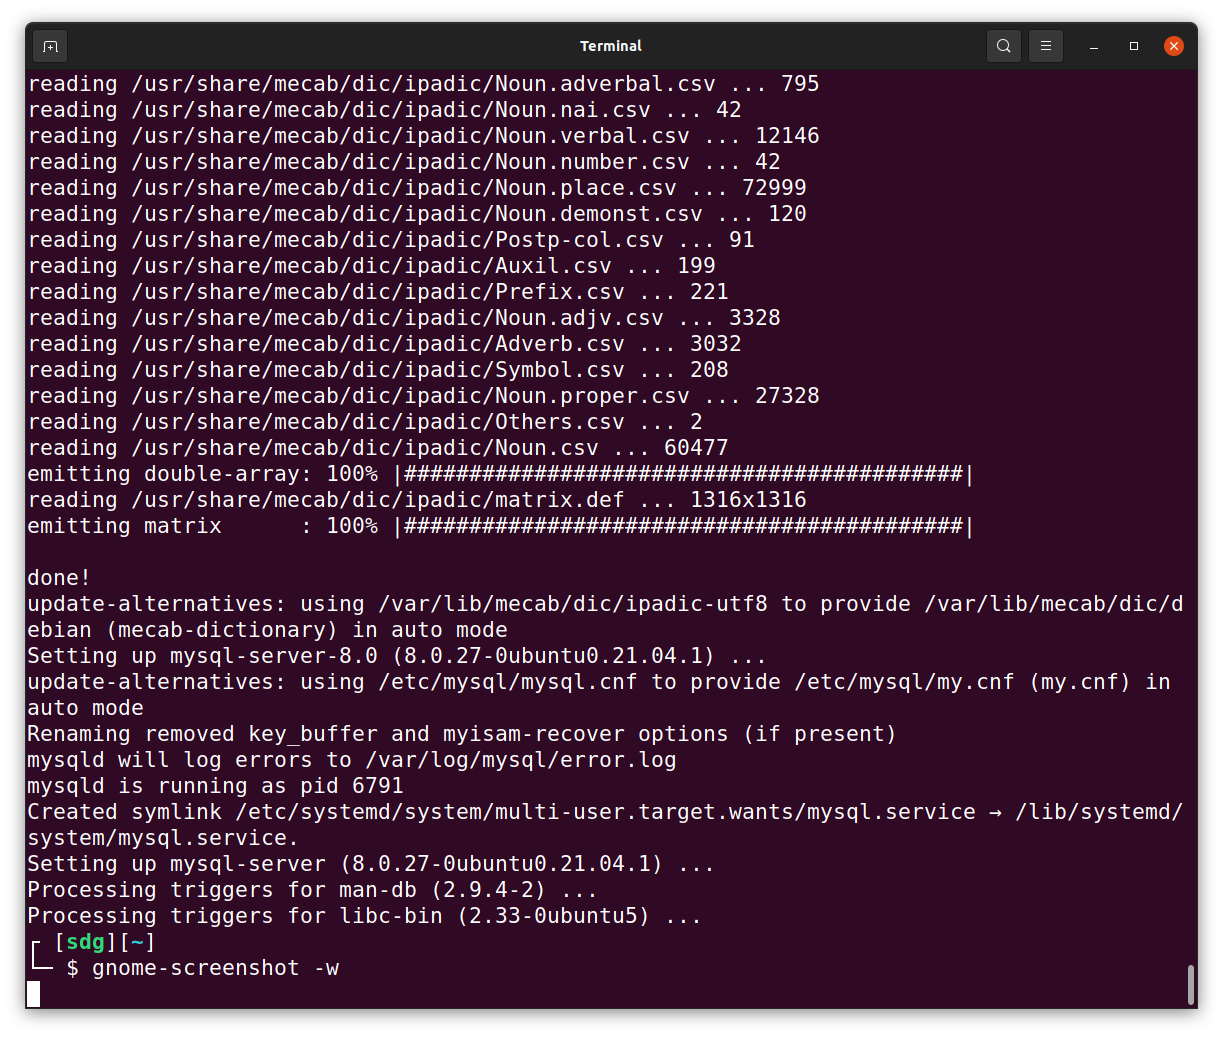 Terminal
reading /usr/share/mecab/dic/ipadic/Noun.adverbal.csv ... 795
reading /usr/share/mecab/dic/ipadic/Noun.nai.csv ... 42
reading /usr/share/mecab/dic/ipadic/Noun.verbal.csv ... 12146
reading /usr/share/mecab/dic/ipadic/Noun.number.csv ... 42
reading /usr/share/mecab/dic/ipadic/Noun.place.csv ... 72999
reading /usr/share/mecab/dic/ipadic/Noun.demonst.csv ... 120
reading /usr/share/mecab/dic/ipadic/Postp-col.csv ... 91
reading /usr/share/mecab/dic/ipadic/Auxil.csv ... 199
reading /usr/share/mecab/dic/ipadic/Prefix.csv ... 221
reading /usr/share/mecab/dic/ipadic/Noun.adjv.csv ... 3328
reading /usr/share/mecab/dic/ipadic/Adverb.csv ... 3032
reading /usr/share/mecab/dic/ipadic/Symbol.csv ... 208
reading /usr/share/mecab/dic/ipadic/Noun.proper.csv ... 27328
reading /usr/share/mecab/dic/ipadic/Others.csv ... 2
reading /usr/share/mecab/dic/ipadic/Noun.csv ... 60477
emitting double-array: 100% |###########################################|
reading /usr/share/mecab/dic/ipadic/matrix.def ... 1316x1316
emitting matrix      : 100% |###########################################|

done!
update-alternatives: using /var/lib/mecab/dic/ipadic-utf8 to provide /var/lib/mecab/dic/d
ebian (mecab-dictionary) in auto mode
Setting up mysql-server-8.0 (8.0.27-0ubuntu0.21.04.1) ...
update-alternatives: using /etc/mysql/mysql.cnf to provide /etc/mysql/my.cnf (my.cnf) in
auto mode
Renaming removed key_buffer and myisam-recover options (if present)
mysqld will log errors to /var/log/mysql/error.log
mysqld is running as pid 6791
Created symlink /etc/systemd/system/multi-user.target.wants/mysql.service → /lib/systemd/
system/mysql.service.
Setting up mysql-server (8.0.27-0ubuntu0.21.04.1) ...
Processing triggers for man-db (2.9.4-2) ...
Processing triggers for libc-bin (2.33-0ubuntu5) ...
┌ [sdg][~]
└─ $ gnome-screenshot -w